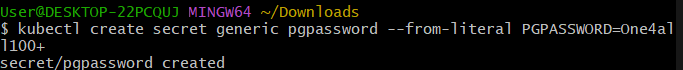 User@DESKTOP-22PCQUJ MINGW64 ~/Downloads
$ kubectl create secret generic pgpassword --from-literal PGPASSWORD=One4al
l100+
secret/pgpassword created